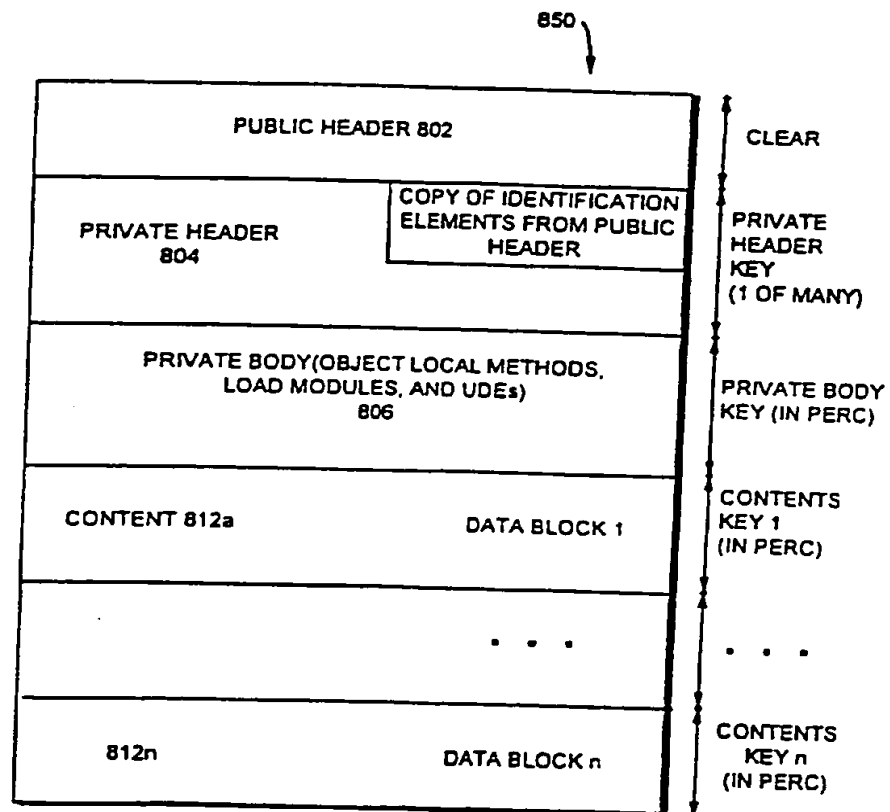 850
PUBLIC HEADER 802
CLEAR
COPY OF IDENTIFICATION
ELEMENTS FROM PUBLIC
HEADER
PRIVATE HEADER
804
PRIVATE
HEADER
KEY
(1 OF MANY)
PRIVATE BODY(OBJECT LOCAL METHODS,
LOAD MODULES, AND UDEs)
806
PRIVATE BODY
KEY (IN PERC)
CONTENT 812a
DATA BLOCK 1
CONTENTS
KEY 1
(IN PERC)
. . .
. . .
812n
DATA BLOCK n
CONTENTS
KEY n
(IN PERC)